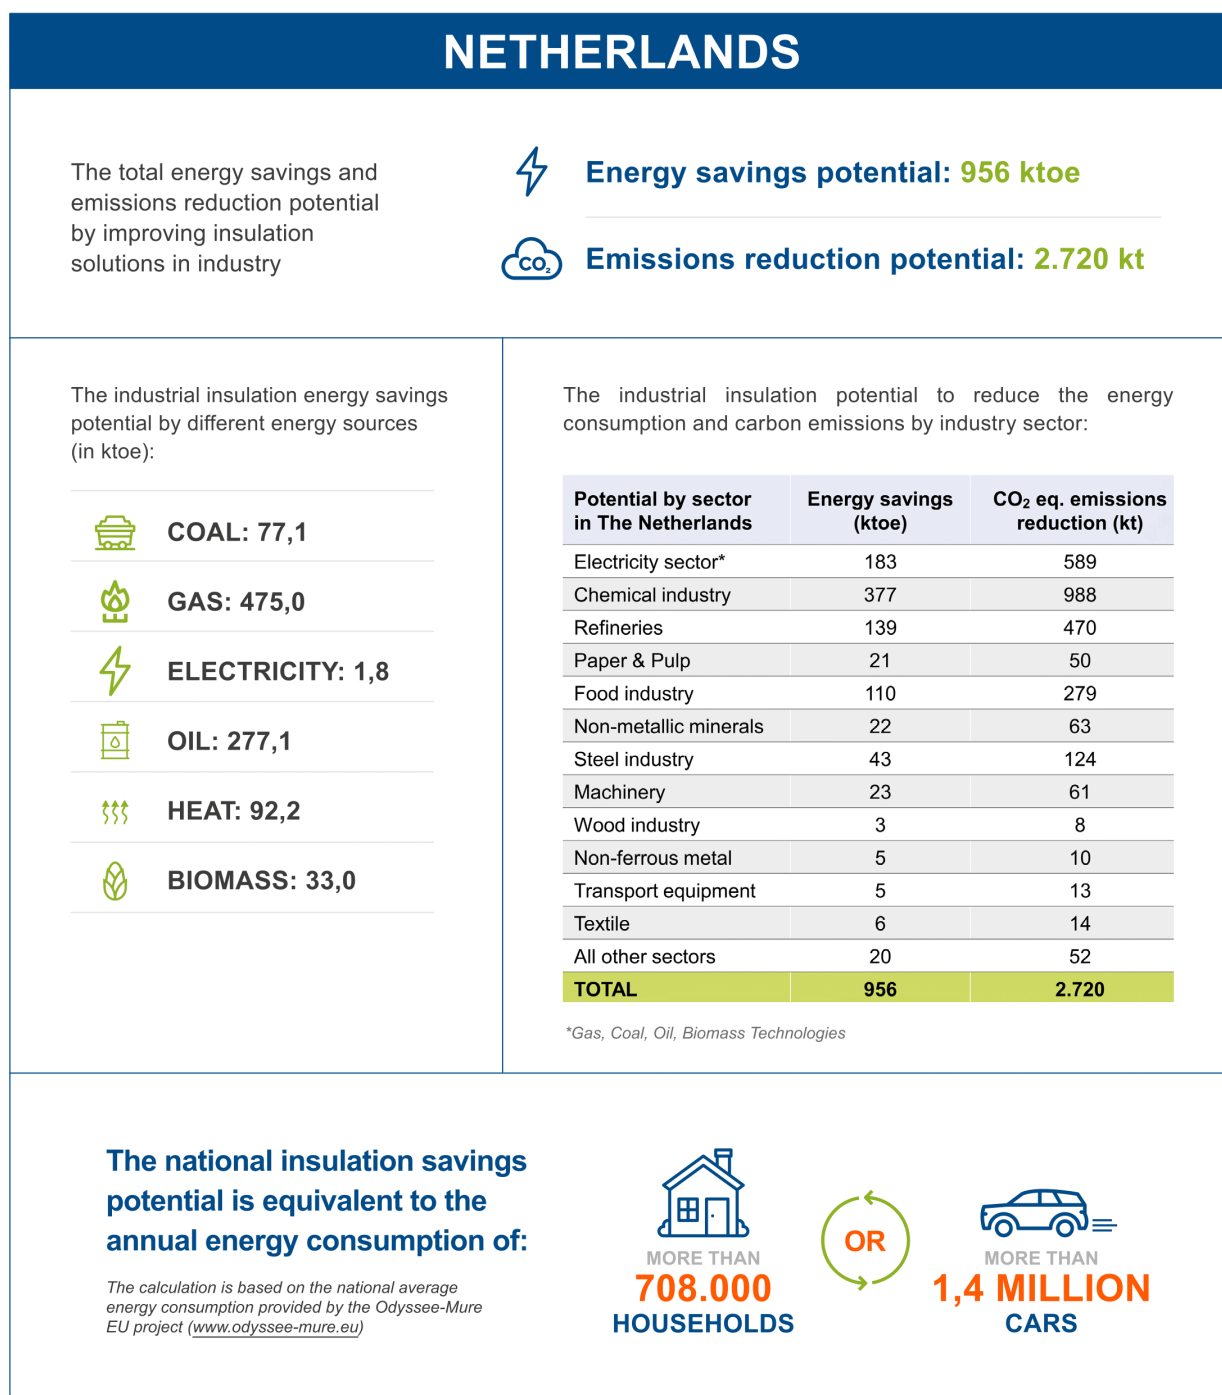 NETHERLANDS
The total energy savings and
emissions reduction potential
by improving insulation
solutions in industry
Energy savings potential: 956 ktoe
CO₂
Emissions reduction potential: 2.720 kt
The industrial insulation energy savings
potential by different energy sources
(in ktoe):
COAL: 77,1
GAS: 475,0
ELECTRICITY: 1,8
OIL: 277,1
HEAT: 92,2
BIOMASS: 33,0
The industrial insulation potential to reduce the energy
consumption and carbon emissions by industry sector:
Potential by sector in The Netherlands Energy savings (ktoe) CO₂ eq. emissions reduction (kt)
Electricity sector* 183 589
Chemical industry 377 988
Refineries 139 470
Paper & Pulp 21 50
Food industry 110 279
Non-metallic minerals 22 63
Steel industry 43 124
Machinery 23 61
Wood industry 3 8
Non-ferrous metal 5 10
Transport equipment 5 13
Textile 6 14
All other sectors 20 52
TOTAL 956 2.720
*Gas, Coal, Oil, Biomass Technologies
The national insulation savings
potential is equivalent to the
annual energy consumption of:
The calculation is based on the national average
energy consumption provided by the Odyssee-Mure
EU project (www.odyssee-mure.eu)
MORE THAN
708.000
HOUSEHOLDS
OR
MORE THAN
1,4 MILLION
CARS